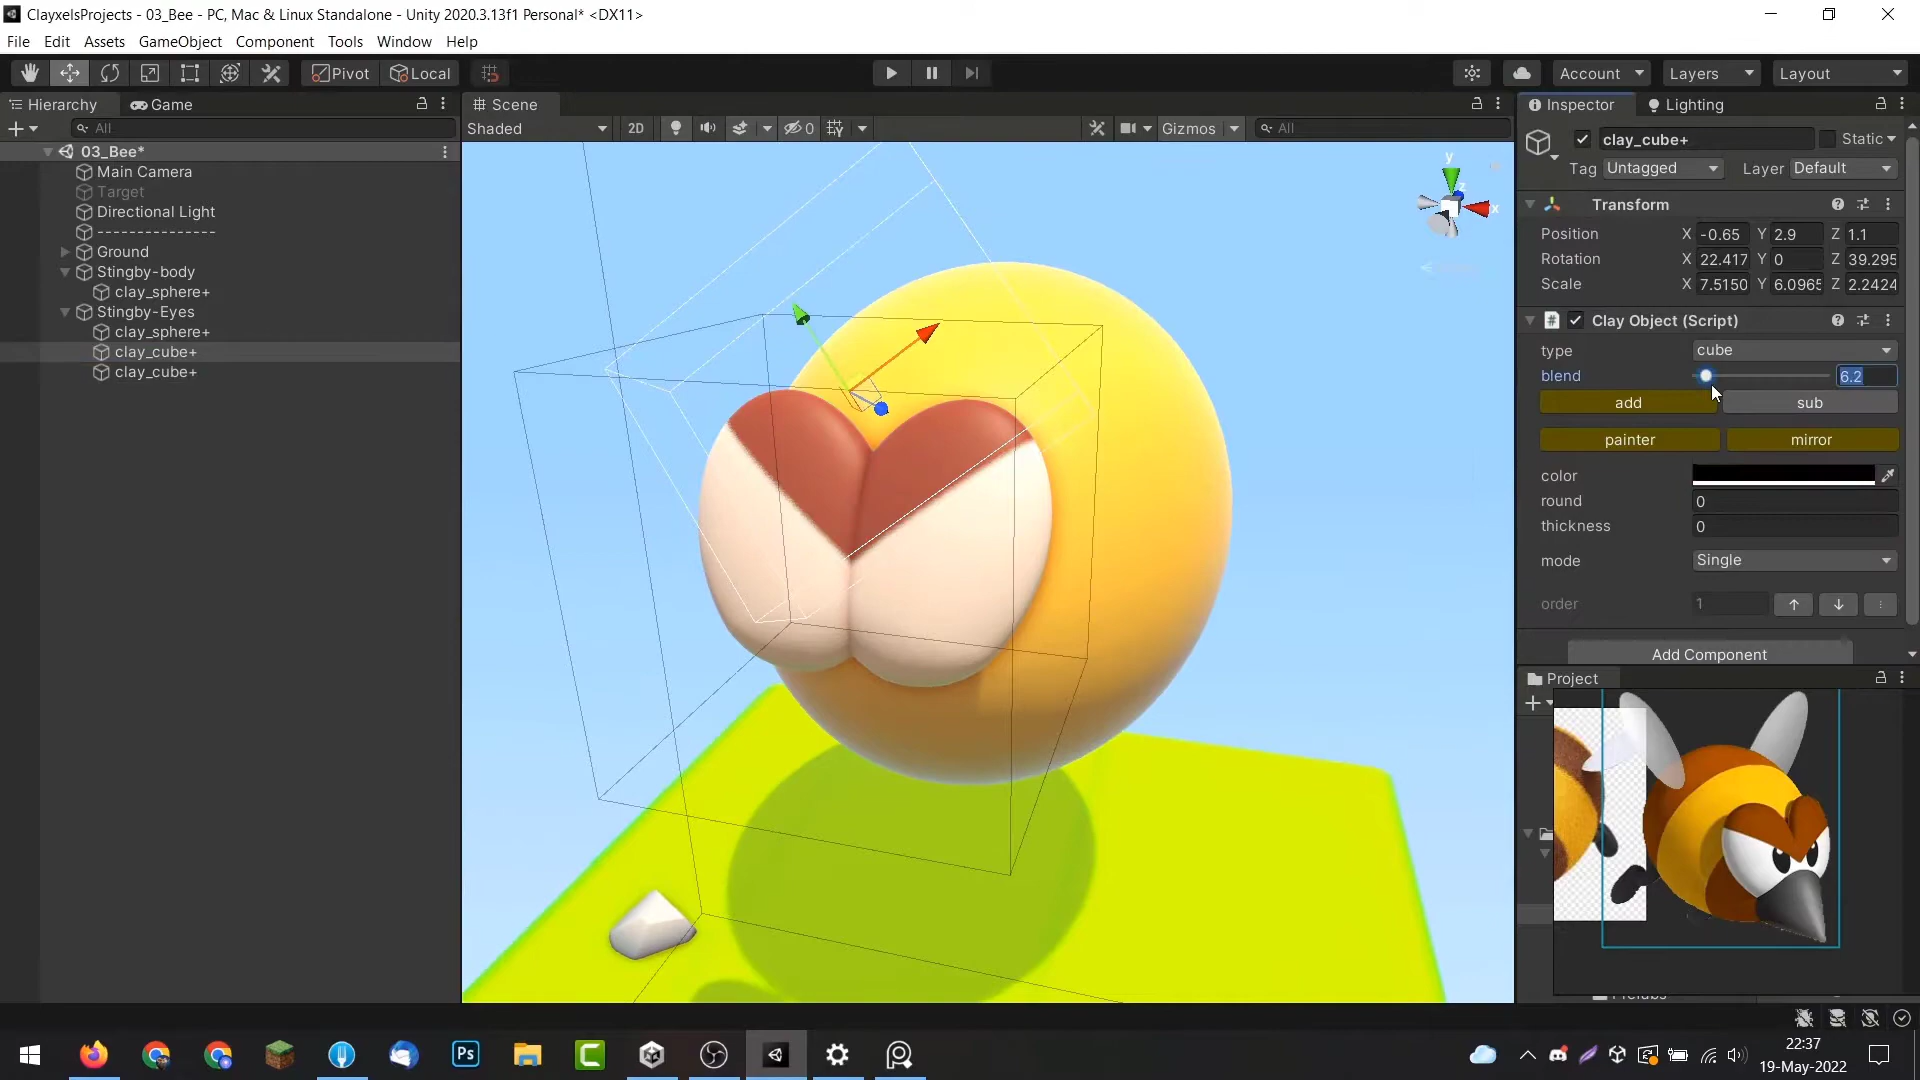 ClayxelsProjects - 03_Bee - PC, Mac & Linux Standalone - Unity 2020.3.13f1 Personal* <DX11>
File Edit Assets GameObject Component Tools Window Help
Pivot Local Account Layers Layout
Hierarchy Game
All
03_Bee*
Main Camera
Target
Directional Light
---------------
Ground
Stingby-body
clay_sphere+
Stingby-Eyes
clay_sphere+
clay_cube+
clay_cube+
Scene
Shaded 2D 0 Gizmos All
y
z
x
Inspector Lighting
clay_cube+ Static
Tag Untagged Layer Default
Transform
Position X -0.65 Y 2.9 Z 1.1
Rotation X 22.417 Y 0 Z 39.295
Scale X 7.5150 Y 6.0965 Z 2.2424
Clay Object (Script)
type cube
blend 6.2
add sub
painter mirror
color
round 0
thickness 0
mode Single
order 1
Add Component
Project
Ps
22:37
19-May-2022